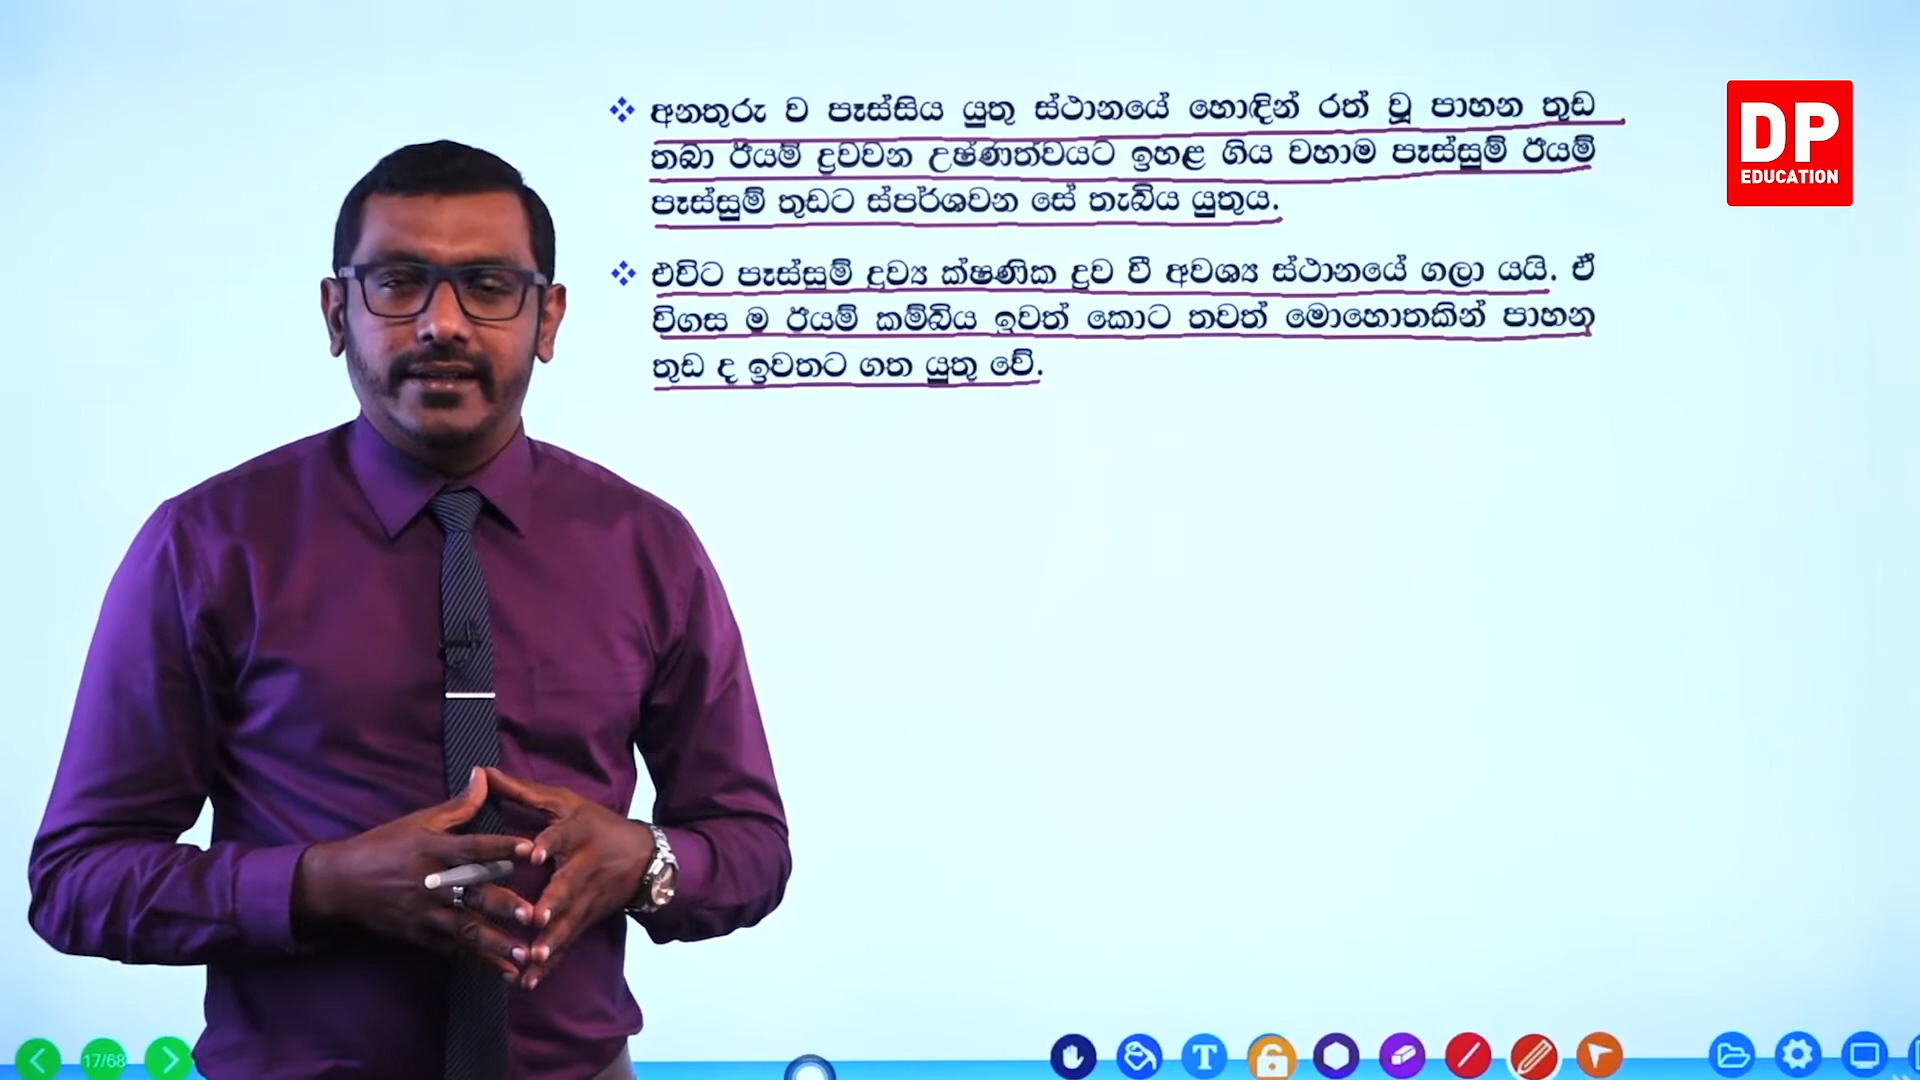 අනතුරු ව පෑස්සිය යුතු ස්ථානයේ හොඳින් රත් වූ පාහන තුඩ
තබා ඊයම් ද්‍රවවන උෂ්ණත්වයට ඉහළ ගිය වහාම පෑස්සුම් ඊයම්
පෑස්සුම් තුඩට ස්පර්ශවන සේ තැබිය යුතුය.
එවිට පෑස්සුම් ද්‍රව්‍ය ක්ෂණික ද්‍රව වී අවශ්‍ය ස්ථානයේ ගලා යයි. ඒ
විගස ම ඊයම් කම්බිය ඉවත් කොට තවත් මොහොතකින් පාහන
තුඩ ද ඉවතට ගත යුතු වේ.
DP
EDUCATION
17/68
T